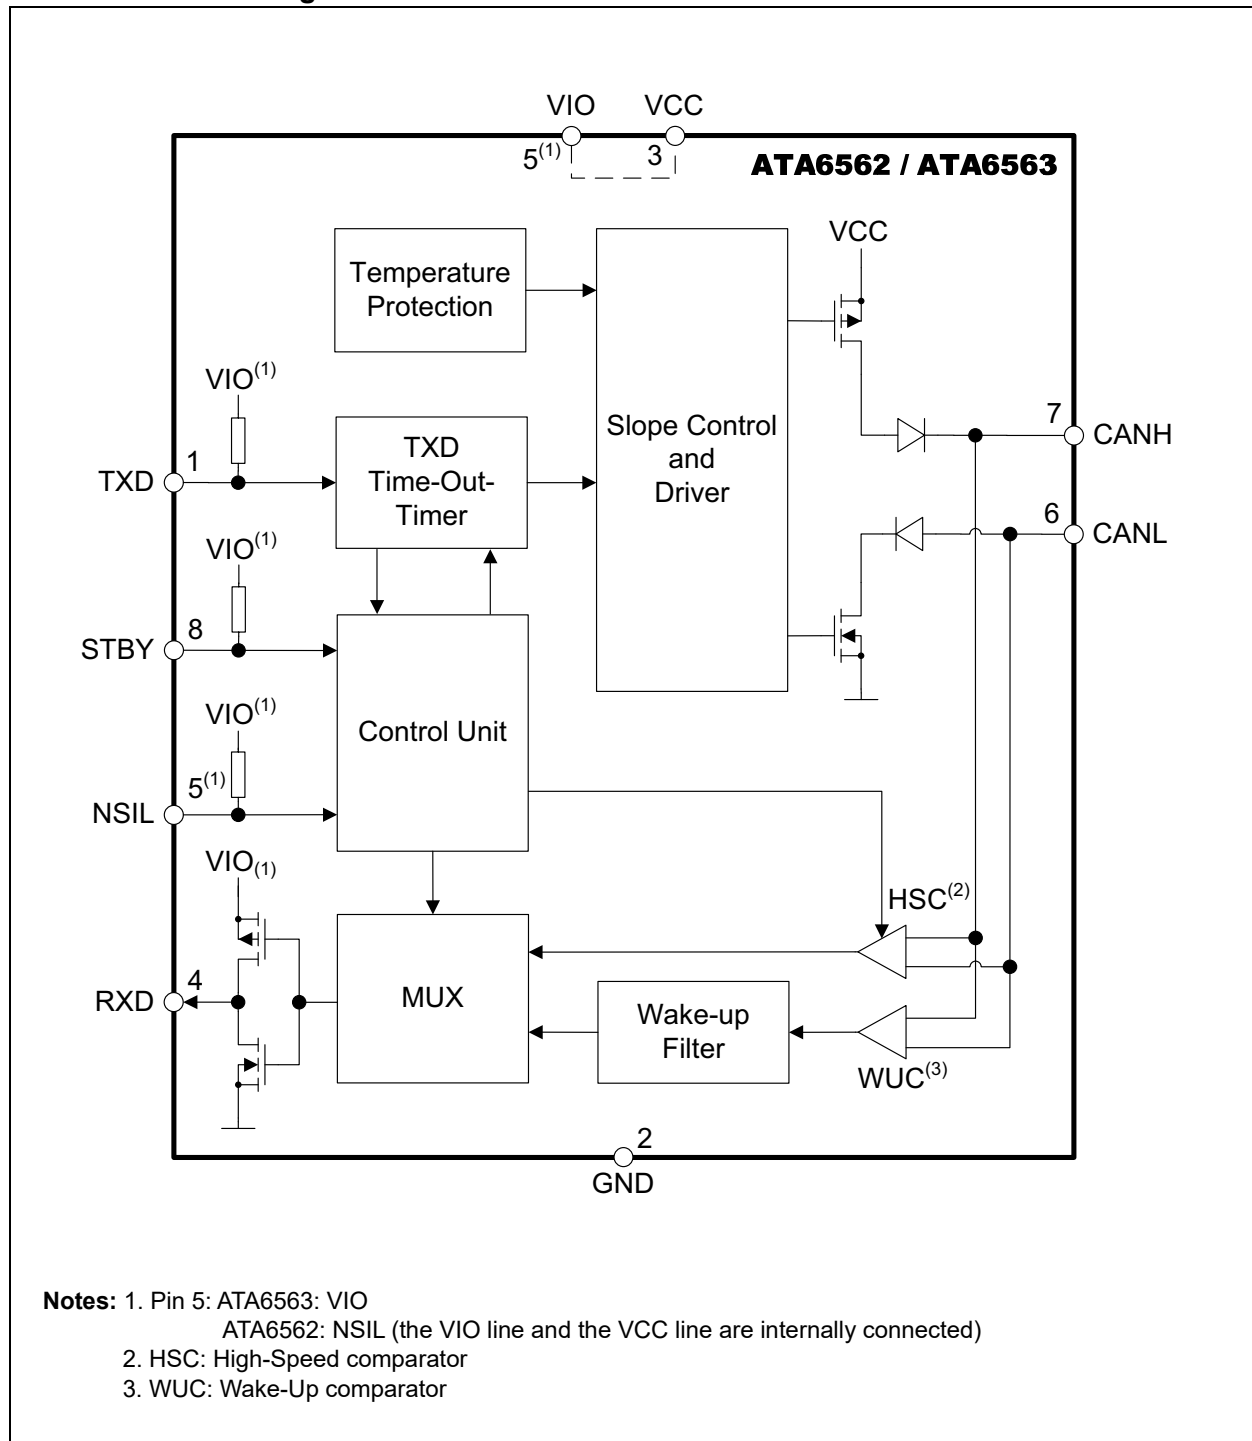 VIO VCC
5(1) 3
ATA6562 / ATA6563
VCC
Temperature
Protection
VIO(1)
TXD
1
TXD
Time-Out-
Timer
Slope Control
and
Driver
7
CANH
6
CANL
VIO(1)
STBY
8
Control Unit
VIO(1)
5(1)
NSIL
VIO(1)
HSC(2)
RXD
4
MUX
Wake-up
Filter
WUC(3)
2
GND
Notes: 1. Pin 5: ATA6563: VIO
ATA6562: NSIL (the VIO line and the VCC line are internally connected)
2. HSC: High-Speed comparator
3. WUC: Wake-Up comparator